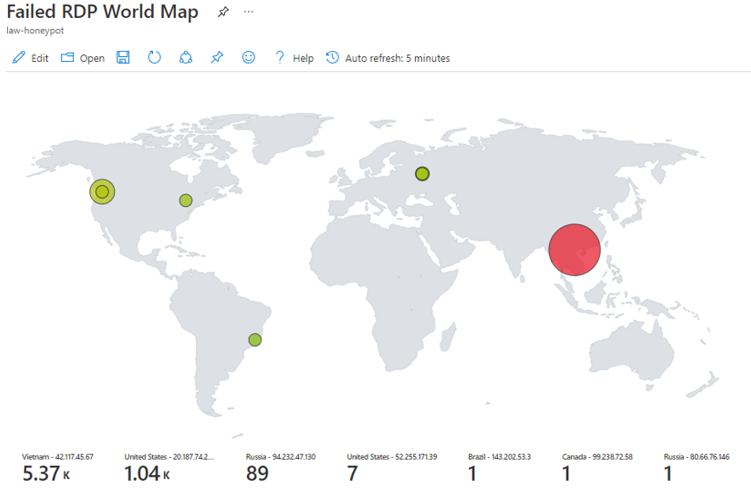 Failed RDP World Map ...
law-honeypot
Edit Open Help Auto refresh: 5 minutes
Vietnam - 42.117.45.67 United States - 20.187.74.2... Russia - 94.232.47.130 United States - 52.255.171.39 Brazil - 143.202.53.3 Canada - 99.238.72.58 Russia - 80.66.76.146
5.37 K 1.04 K 89 7 1 1 1